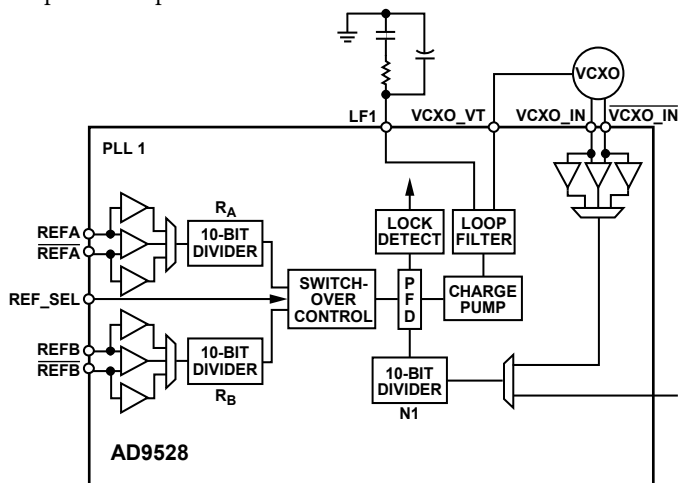 VCXO
LF1
VCXO_VT
VCXO_IN
VCXO_IN
PLL 1
RA
REFA
REFA
10-BIT
DIVIDER
LOCK
DETECT
LOOP
FILTER
REF_SEL
SWITCH-
OVER
CONTROL
PFD
CHARGE
PUMP
REFB
REFB
10-BIT
DIVIDER
RB
10-BIT
DIVIDER
N1
AD9528